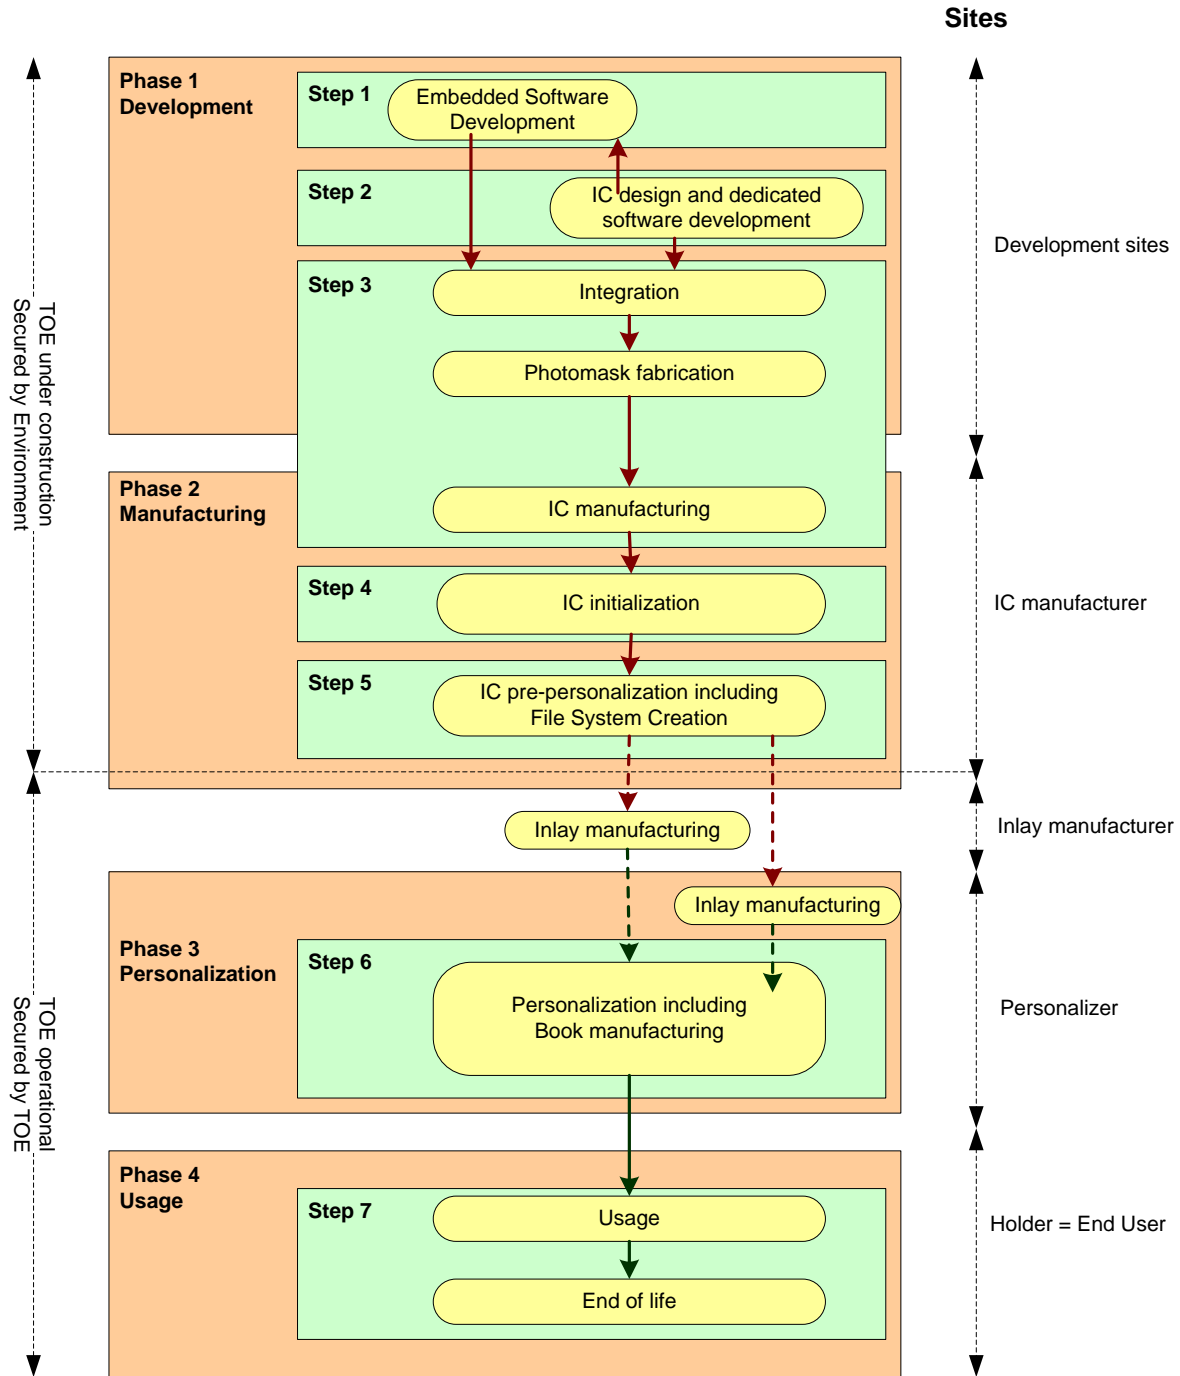 Sites
Phase 1
Development
Step 1
Embedded Software
Development
Step 2
IC design and dedicated
software development
Development sites
Step 3
Integration
TOE under construction
Secured by Environment
Photomask fabrication
Phase 2
Manufacturing
IC manufacturing
Step 4
IC initialization
IC manufacturer
Step 5
IC pre-personalization including
File System Creation
Inlay manufacturing
Inlay manufacturer
Inlay manufacturing
Phase 3
Personalization
Step 6
Personalization including
Book manufacturing
Personalizer
TOE operational
Secured by TOE
Phase 4
Usage
Step 7
Usage
Holder = End User
End of life